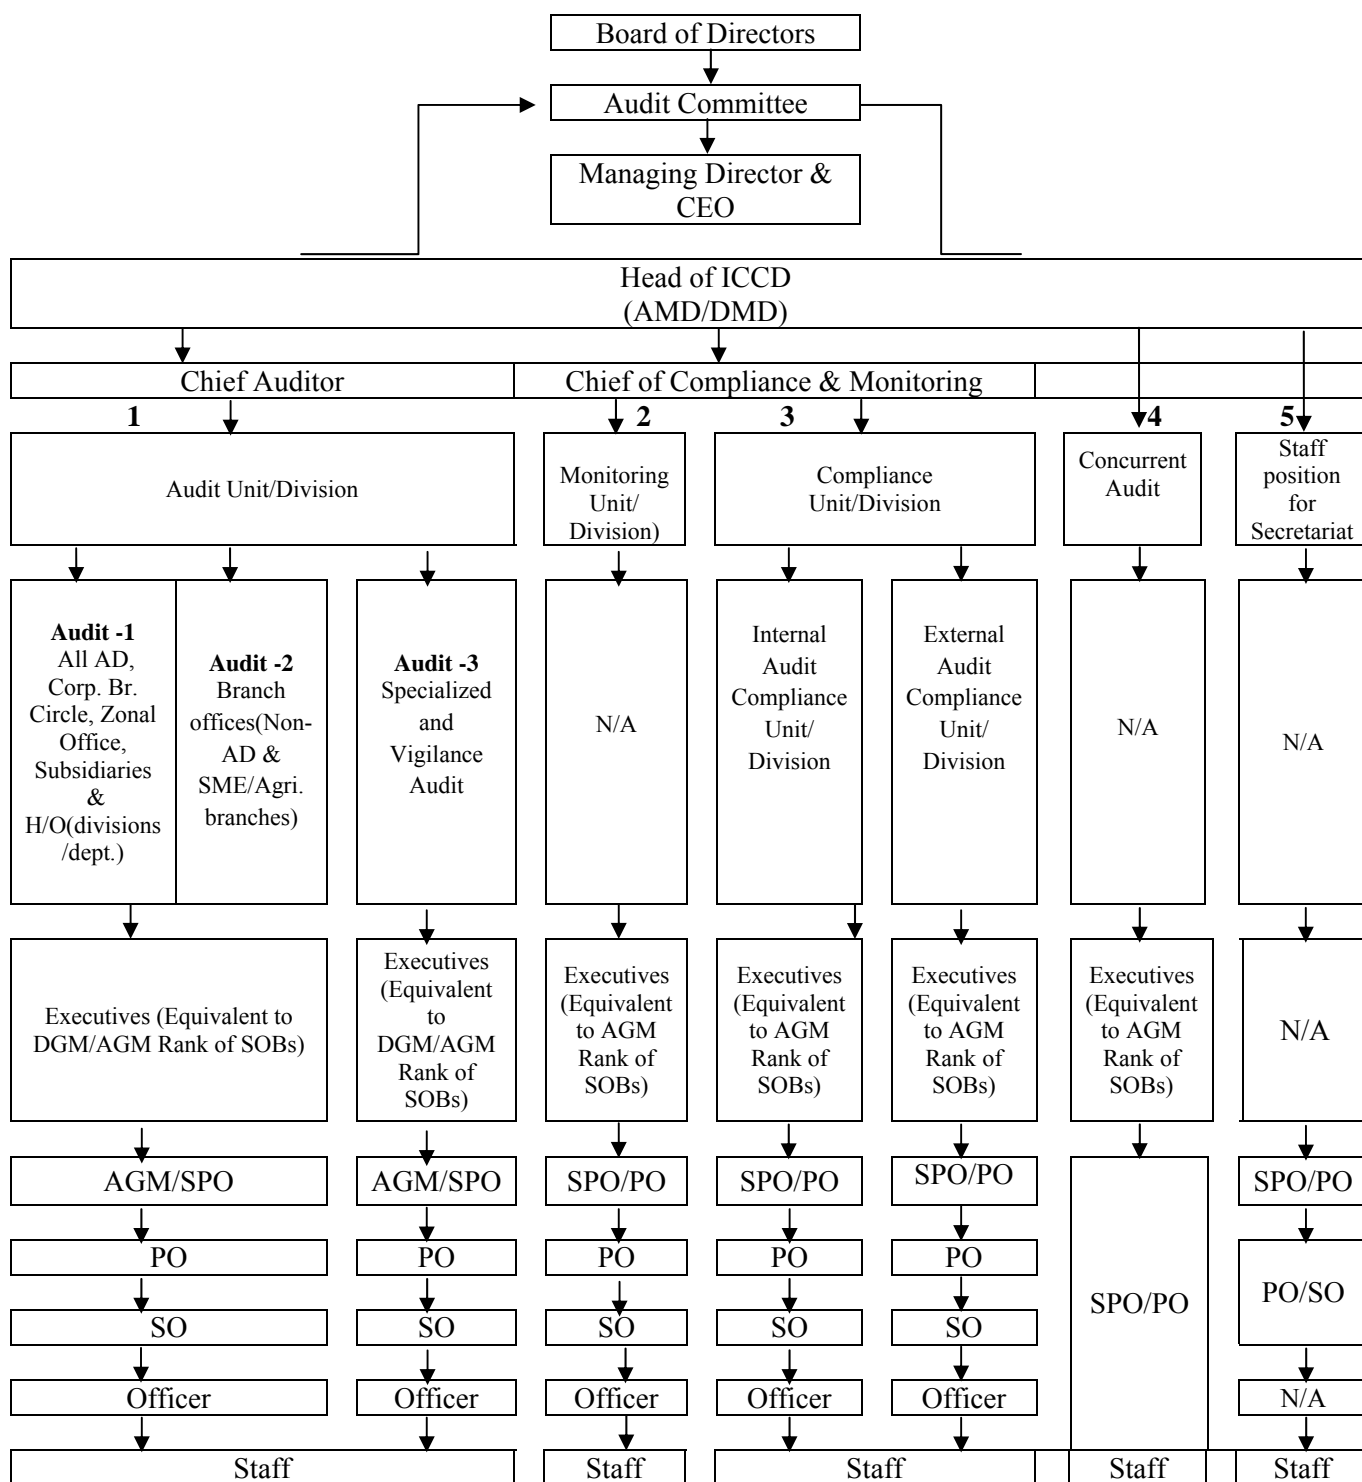 Board of Directors
Audit Committee
Managing Director &
CEO
Head of ICCD
(AMD/DMD)
Chief Auditor
Chief of Compliance & Monitoring
1
2
3
4
5
Audit Unit/Division
Monitoring
Unit/
Division)
Compliance
Unit/Division
Concurrent
Audit
Staff
position
for
Secretariat
Audit -1
All AD,
Corp. Br.
Circle, Zonal
Office,
Subsidiaries
&
H/O(divisions
/dept.)
Audit -2
Branch
offices(Non-
AD &
SME/Agri.
branches)
Audit -3
Specialized
and
Vigilance
Audit
N/A
Internal
Audit
Compliance
Unit/
Division
External
Audit
Compliance
Unit/
Division
N/A
N/A
Executives (Equivalent to
DGM/AGM Rank of SOBs)
Executives
(Equivalent
to
DGM/AGM
Rank of
SOBs)
Executives
(Equivalent
to AGM
Rank of
SOBs)
Executives
(Equivalent
to AGM
Rank of
SOBs)
Executives
(Equivalent
to AGM
Rank of
SOBs)
Executives
(Equivalent
to AGM
Rank of
SOBs)
N/A
AGM/SPO
AGM/SPO
SPO/PO
SPO/PO
SPO/PO
SPO/PO
SPO/PO
PO
PO
PO
PO
PO
PO/SO
SO
SO
SO
SO
SO
Officer
Officer
Officer
Officer
Officer
N/A
Staff
Staff
Staff
Staff
Staff